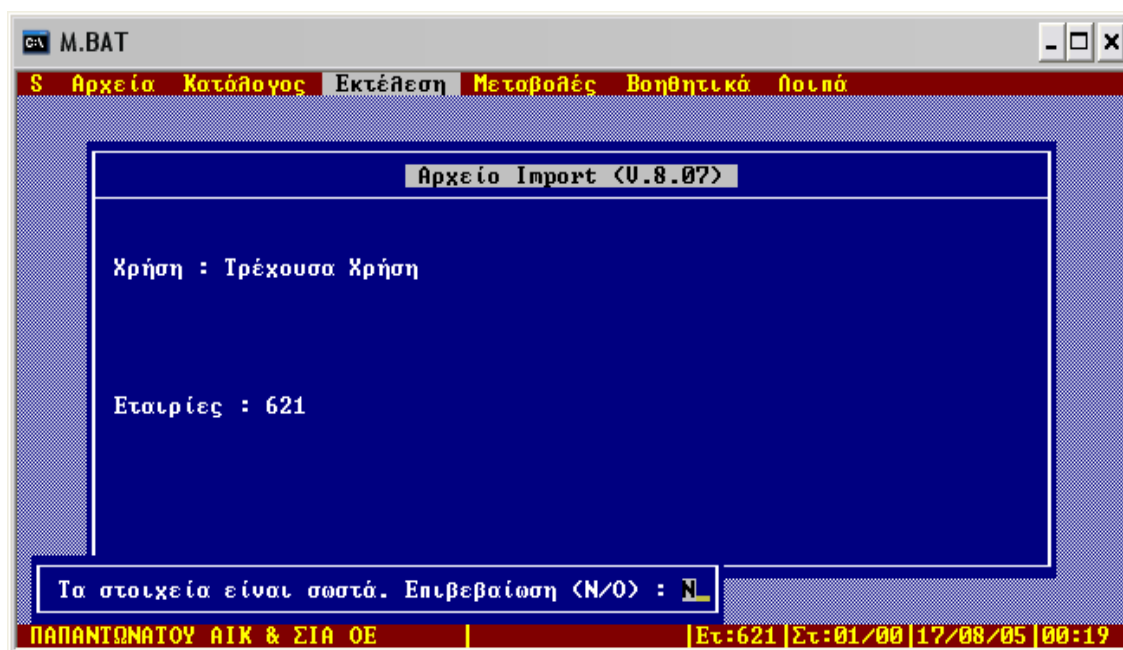 M.BAT
S Αρχεία Κατάλογος Εκτέλεση Μεταβολές Βοηθητικά Λοιπά
Αρχείο Import (V.8.07)
Χρήση : Τρέχουσα Χρήση
Εταιρίες : 621
Τα στοιχεία είναι σωστά. Επιβεβαίωση (Ν/Ο) : Ν
ΠΑΠΑΝΤΩΝΑΤΟΥ ΑΙΚ & ΣΙΑ ΟΕ | |Ετ:621|Στ:01/00|17/08/05|00:19